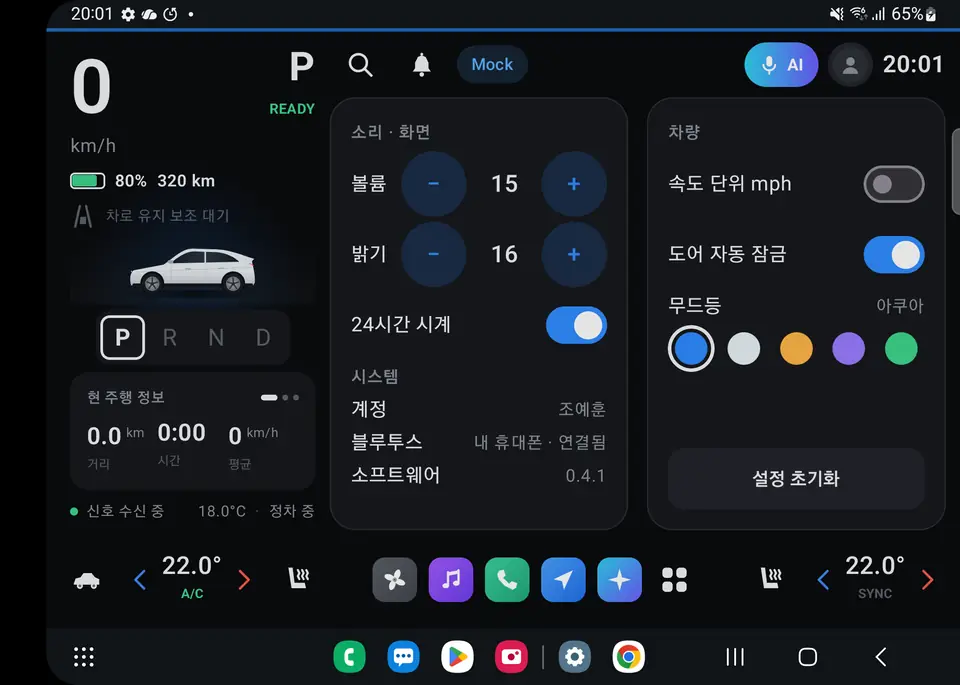 20:01
65%
0
P
READY
km/h
80% 320 km
차로 유지 보조 대기
P R N D
현 주행 정보
0.0 km 0:00 0 km/h
거리 시간 평균
신호 수신 중 18.0°C · 정차 중
Mock
AI
20:01
소리 · 화면
볼륨 − 15 +
밝기 − 16 +
24시간 시계
시스템
계정 조예훈
블루투스 내 휴대폰 · 연결됨
소프트웨어 0.4.1
차량
속도 단위 mph
도어 자동 잠금
무드등 아쿠아
설정 초기화
22.0°
A/C
22.0°
SYNC